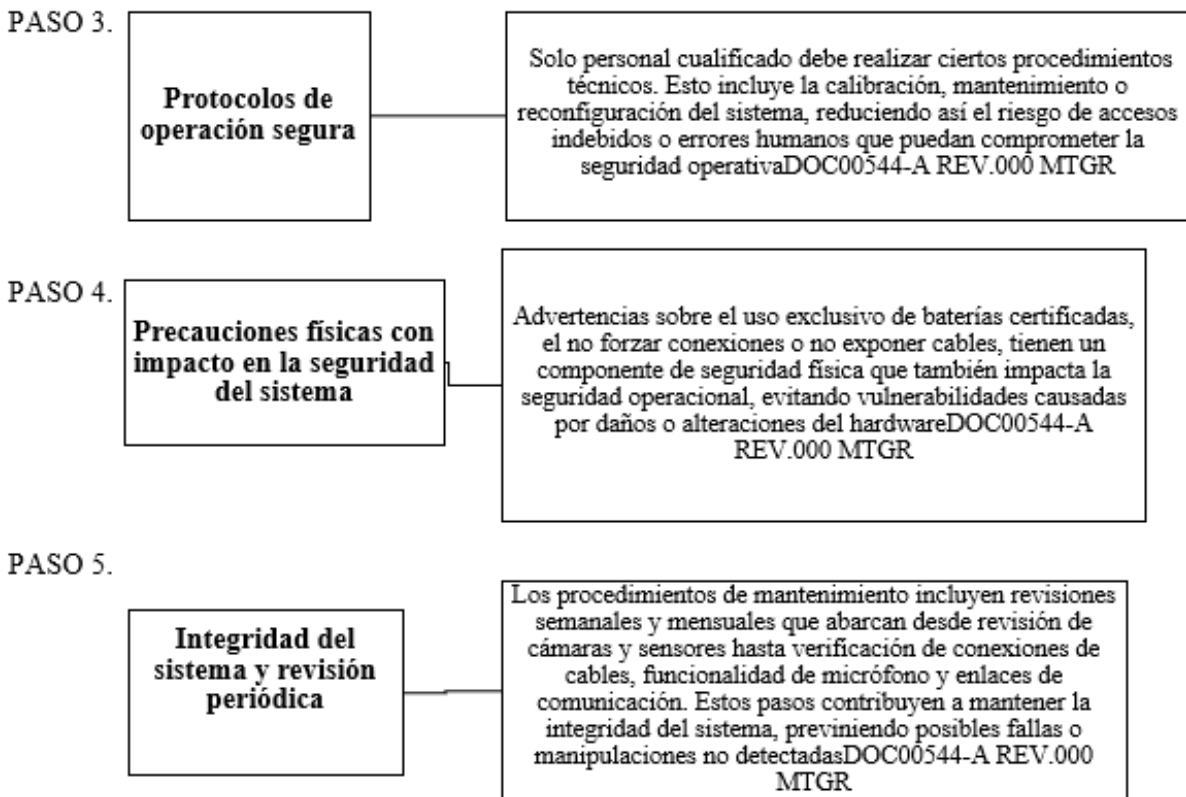 PASO 3.
Protocolos de
operación segura
Solo personal cualificado debe realizar ciertos procedimientos
técnicos. Esto incluye la calibración, mantenimiento o
reconfiguración del sistema, reduciendo así el riesgo de accesos
indebidos o errores humanos que puedan comprometer la
seguridad operativaDOC00544-A REV.000 MTGR
PASO 4.
Precauciones físicas con
impacto en la seguridad
del sistema
Advertencias sobre el uso exclusivo de baterías certificadas,
el no forzar conexiones o no exponer cables, tienen un
componente de seguridad física que también impacta la
seguridad operacional, evitando vulnerabilidades causadas
por daños o alteraciones del hardwareDOC00544-A
REV.000 MTGR
PASO 5.
Integridad del
sistema y revisión
periódica
Los procedimientos de mantenimiento incluyen revisiones
semanales y mensuales que abarcan desde revisión de
cámaras y sensores hasta verificación de conexiones de
cables, funcionalidad de micrófono y enlaces de
comunicación. Estos pasos contribuyen a mantener la
integridad del sistema, previniendo posibles fallas o
manipulaciones no detectadasDOC00544-A REV.000
MTGR